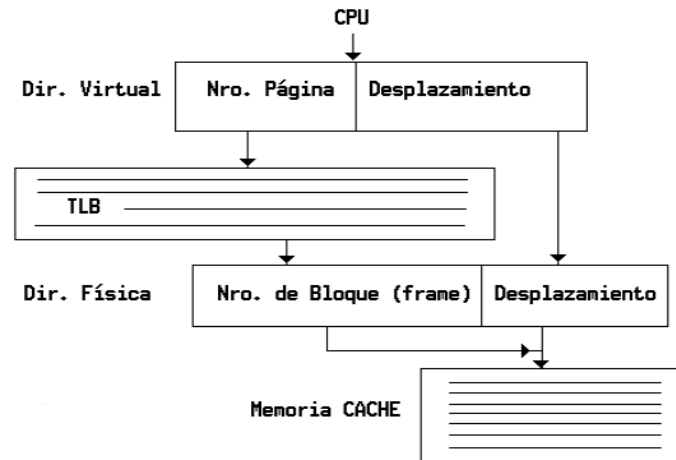 CPU
Dir. Virtual Nro. Página Desplazamiento
TLB
Dir. Física Nro. de Bloque (frame) Desplazamiento
Memoria CACHE